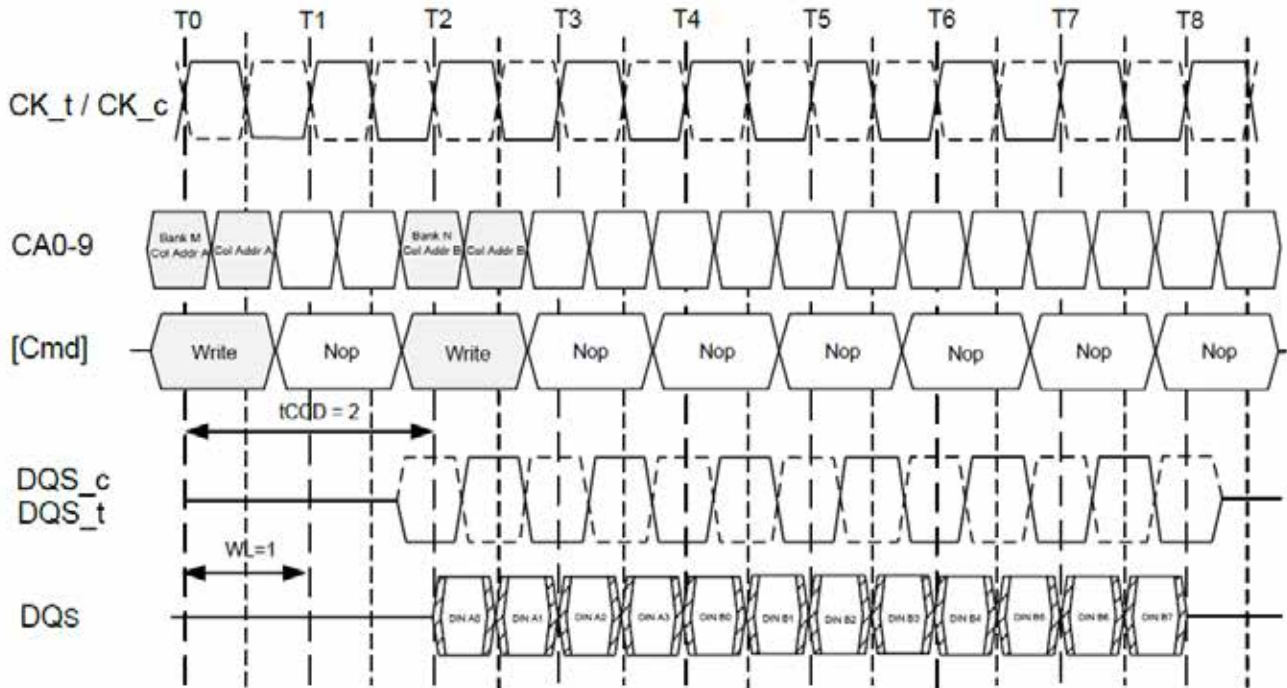 T0 T1 T2 T3 T4 T5 T6 T7 T8
CK_t / CK_c
Bank M Bank N
CA0-9
Col Addr A Col Addr A Col Addr B Col Addr B
[Cmd] Write Nop Write Nop Nop Nop Nop Nop Nop
tCCD = 2
DQS_c
DQS_t
WL=1
DQs DIN A0 DIN A1 DIN A2 DIN A3 DIN B0 DIN B1 DIN B2 DIN B3 DIN B4 DIN B5 DIN B6 DIN B7